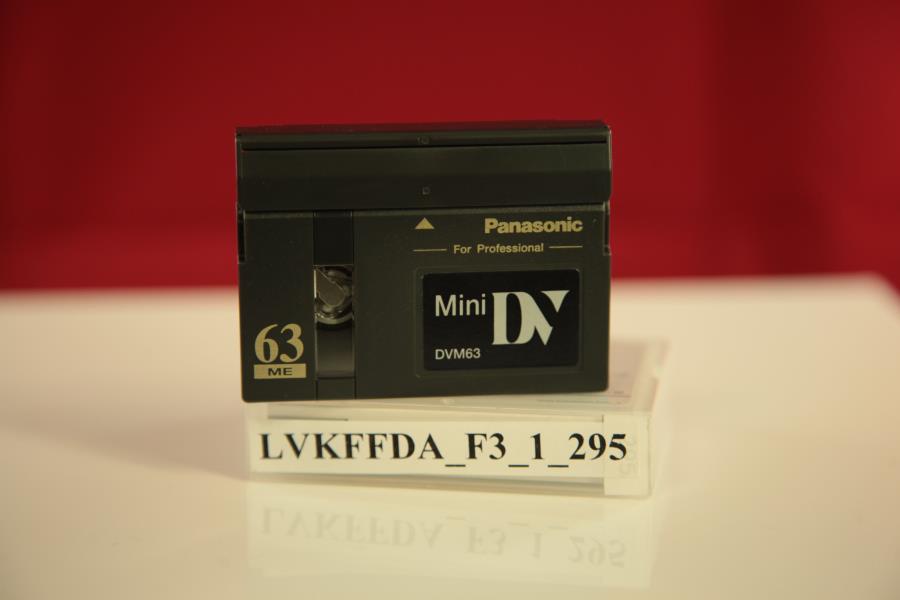 Panasonic
For Professional
Mini DV
DVM63
63
ME
LVKFFDA_F3_1_295